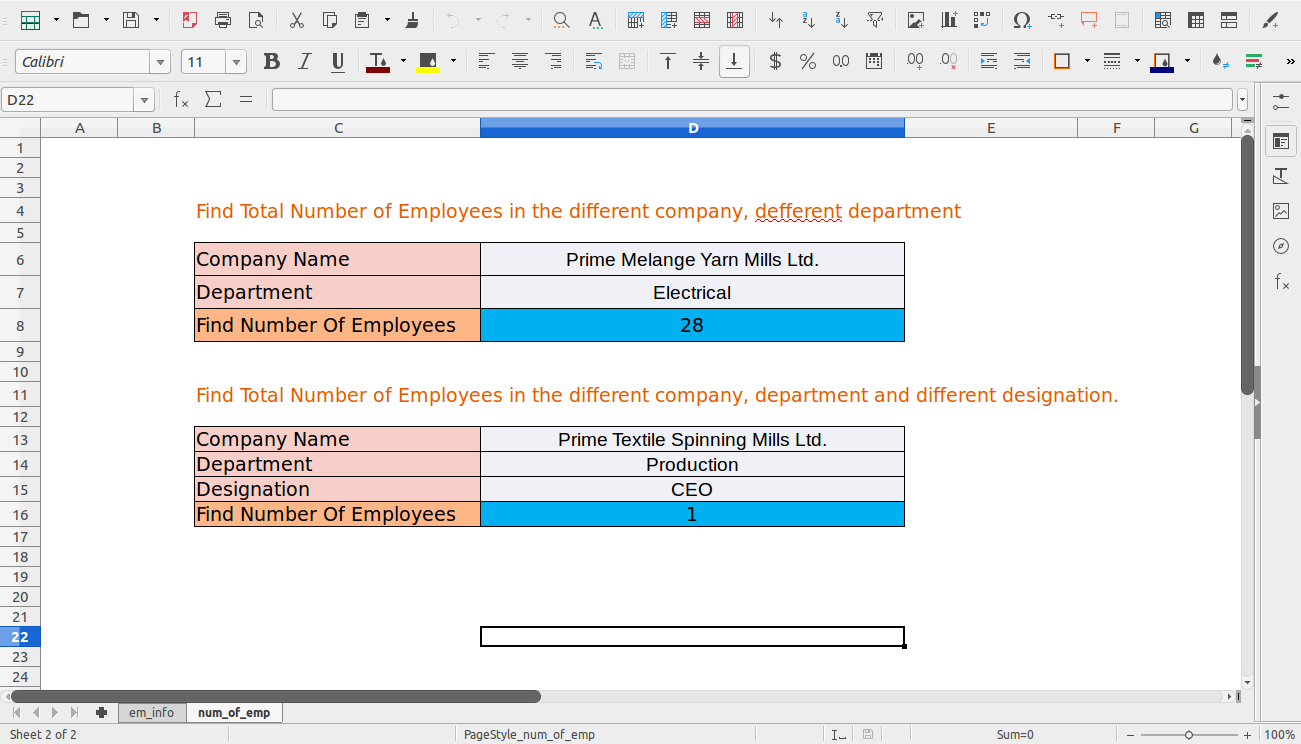 Calibri 11
D22
A B C D E F G
1
2
3
4 Find Total Number of Employees in the different company, defferent department
5
6 Company Name Prime Melange Yarn Mills Ltd.
7 Department Electrical
8 Find Number Of Employees 28
9
10
11 Find Total Number of Employees in the different company, department and different designation.
12
13 Company Name Prime Textile Spinning Mills Ltd.
14 Department Production
15 Designation CEO
16 Find Number Of Employees 1
17
18
19
20
21
22
23
24
em_info num_of_emp
Sheet 2 of 2 PageStyle_num_of_emp Sum=0 100%